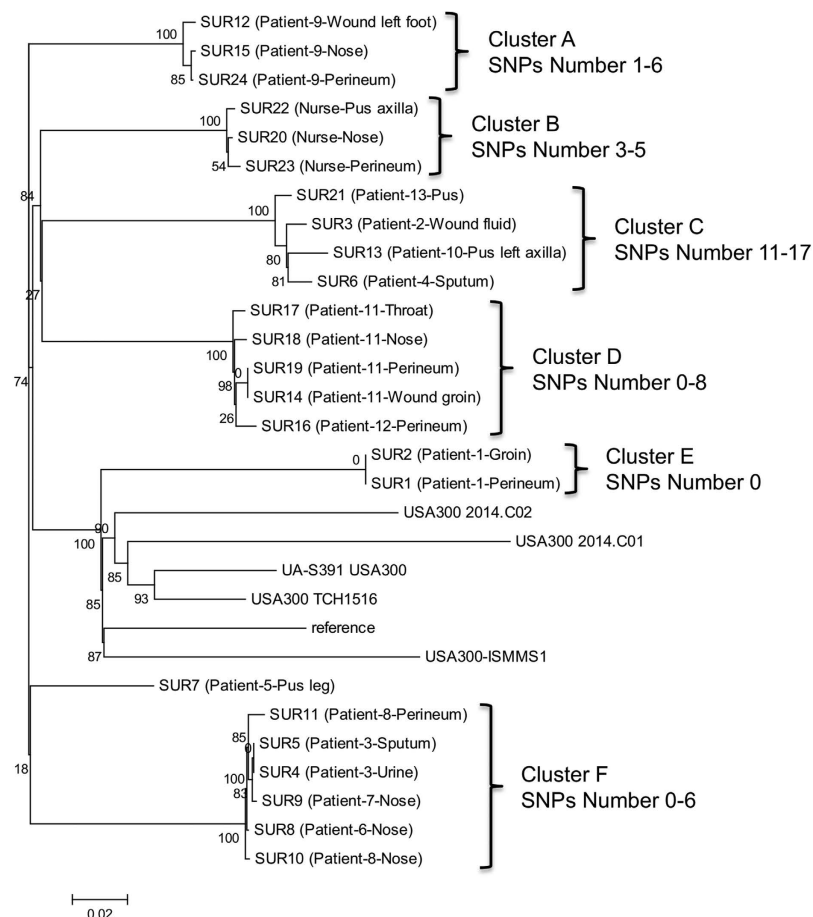 SUR12 (Patient-9-Wound left foot)
100
SUR15 (Patient-9-Nose)
85
SUR24 (Patient-9-Perineum)
Cluster A
SNPs Number 1-6
SUR22 (Nurse-Pus axilla)
100
SUR20 (Nurse-Nose)
54
SUR23 (Nurse-Perineum)
Cluster B
SNPs Number 3-5
84
SUR21 (Patient-13-Pus)
100
SUR3 (Patient-2-Wound fluid)
SUR13 (Patient-10-Pus left axilla)
80
81
SUR6 (Patient-4-Sputum)
Cluster C
SNPs Number 11-17
27
SUR17 (Patient-11-Throat)
SUR18 (Patient-11-Nose)
100
SUR19 (Patient-11-Perineum)
0
98
SUR14 (Patient-11-Wound groin)
26
SUR16 (Patient-12-Perineum)
Cluster D
SNPs Number 0-8
74
SUR2 (Patient-1-Groin)
0
SUR1 (Patient-1-Perineum)
Cluster E
SNPs Number 0
USA300 2014.C02
90
100
USA300 2014.C01
UA-S391 USA300
85
93
USA300 TCH1516
85
reference
87
USA300-ISMMS1
SUR7 (Patient-5-Pus leg)
18
SUR11 (Patient-8-Perineum)
85
SUR5 (Patient-3-Sputum)
0
SUR4 (Patient-3-Urine)
100
83
SUR9 (Patient-7-Nose)
SUR8 (Patient-6-Nose)
100
SUR10 (Patient-8-Nose)
Cluster F
SNPs Number 0-6
0.02